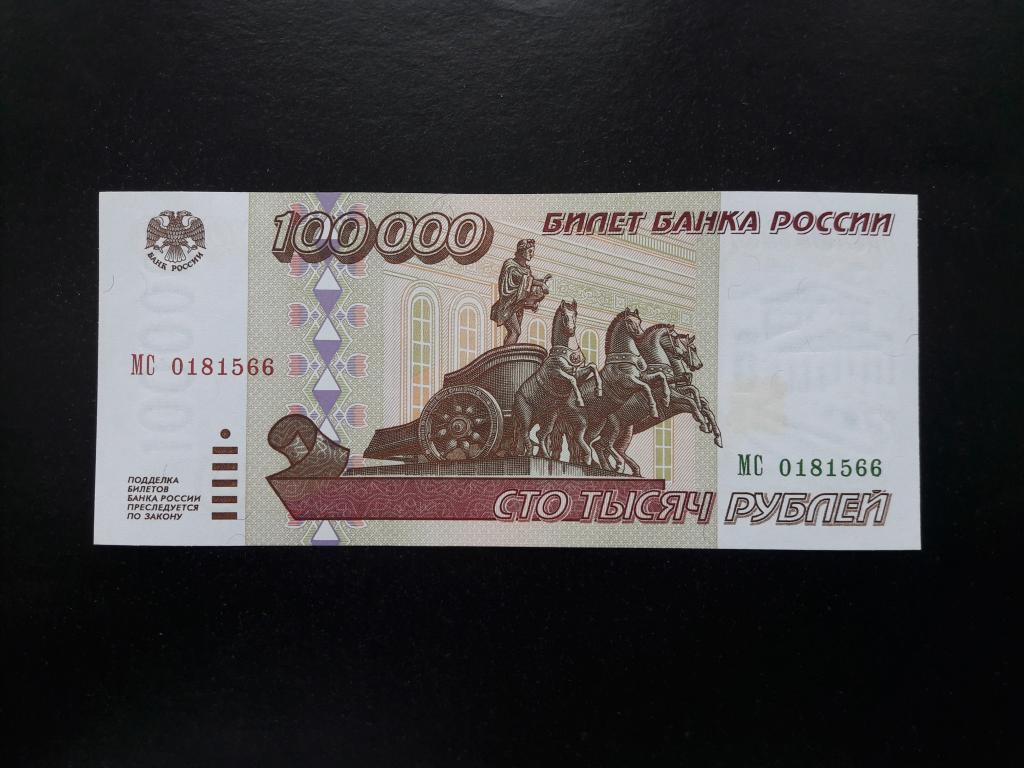 100 000
БИЛЕТ БАНКА РОССИИ
БАНК РОССИИ
МС 0181566
МС 0181566
ПОДДЕЛКА
БИЛЕТОВ
БАНКА РОССИИ
ПРЕСЛЕДУЕТСЯ
ПО ЗАКОНУ
СТО ТЫСЯЧ РУБЛЕЙ